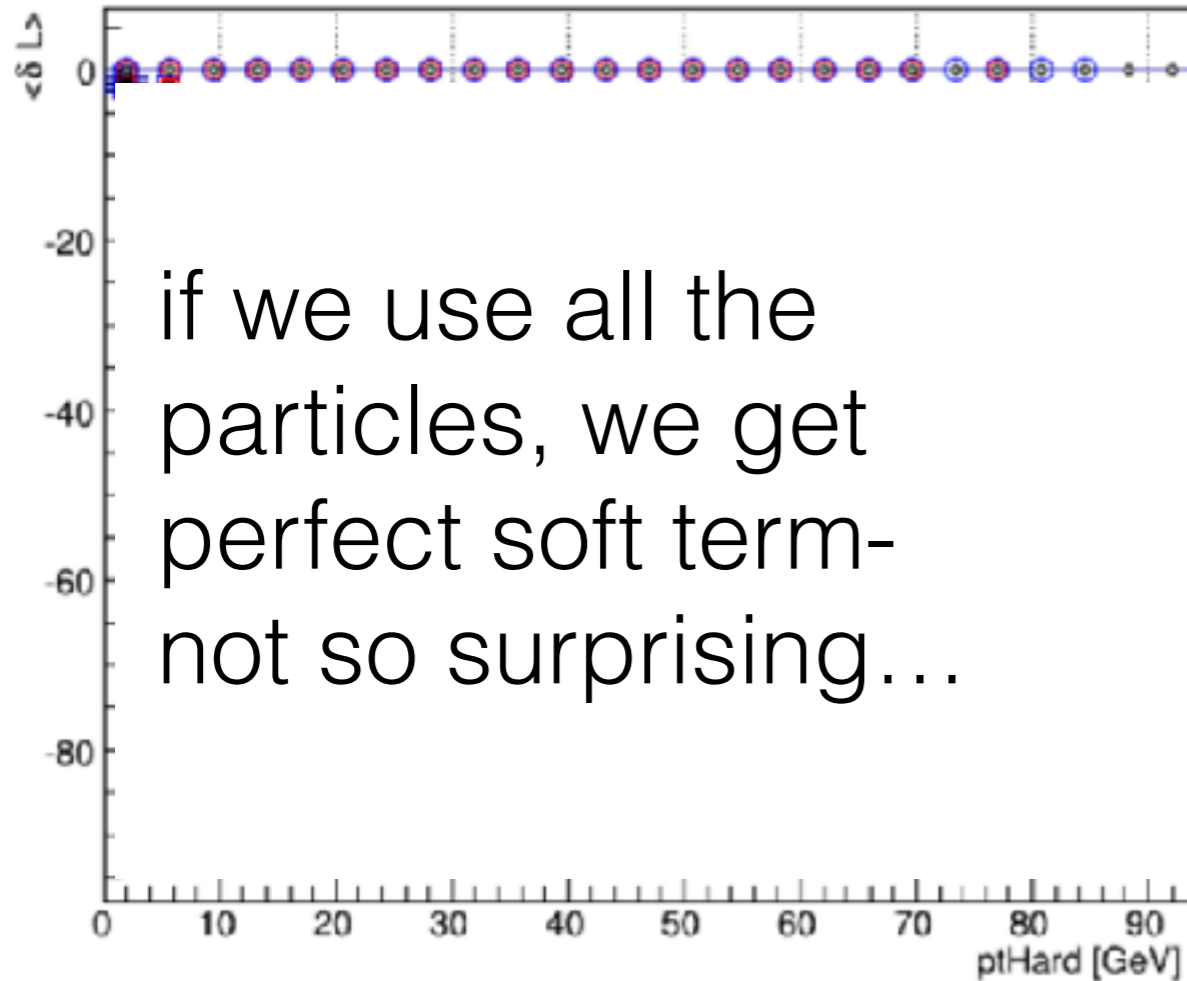 <δ L>
0
-20
-40
-60
-80
if we use all the
particles, we get
perfect soft term-
not so surprising…
0 10 20 30 40 50 60 70 80 90
ptHard [GeV]